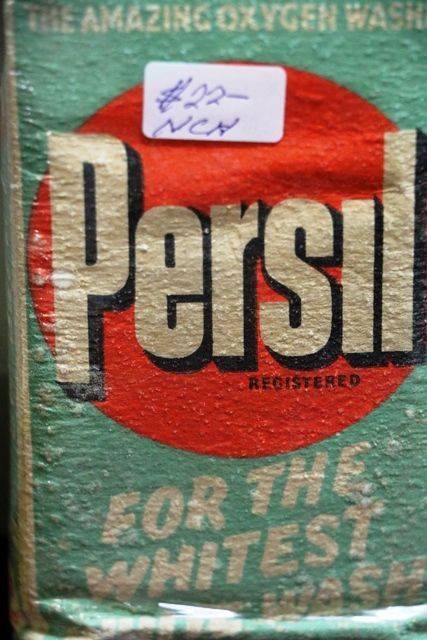 THE AMAZING OXYGEN WASH
#22-
NCH
Persil
REGISTERED
FOR THE
WHITEST
WASH